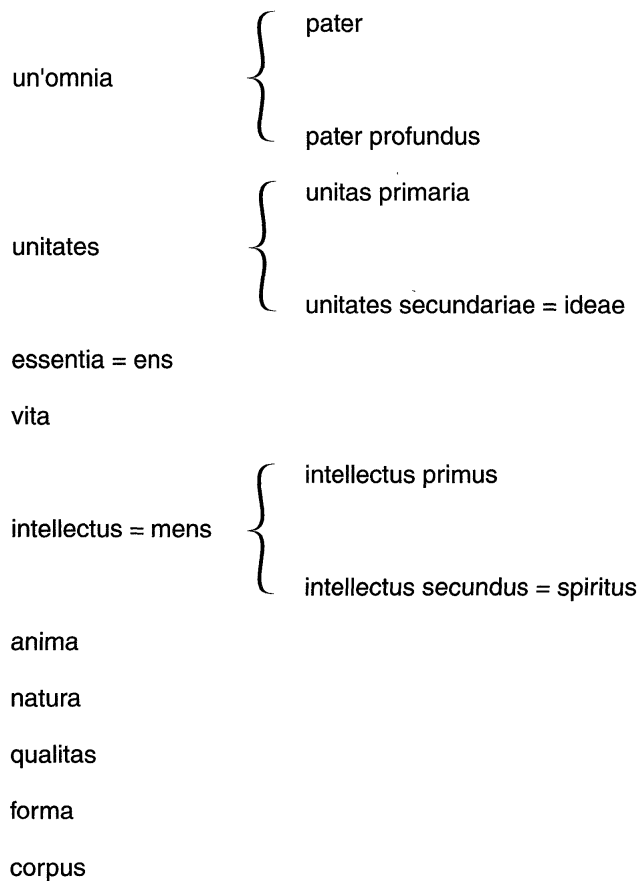 pater
un'omnia
pater profundus
unitas primaria
unitates
unitates secundariae = ideae
essentia = ens
vita
intellectus primus
intellectus = mens
intellectus secundus = spiritus
anima
natura
qualitas
forma
corpus